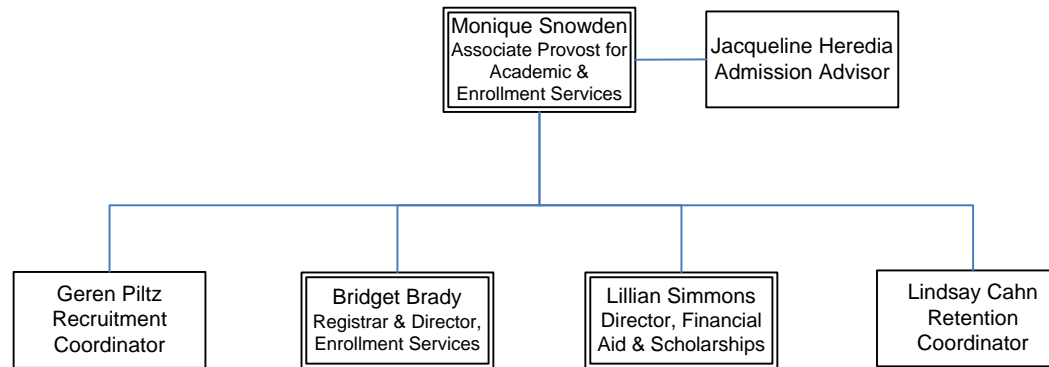 Monique Snowden
Associate Provost for
Academic &
Enrollment Services
Jacqueline Heredia
Admission Advisor
Geren Piltz
Recruitment
Coordinator
Bridget Brady
Registrar & Director,
Enrollment Services
Lillian Simmons
Director, Financial
Aid & Scholarships
Lindsay Cahn
Retention
Coordinator